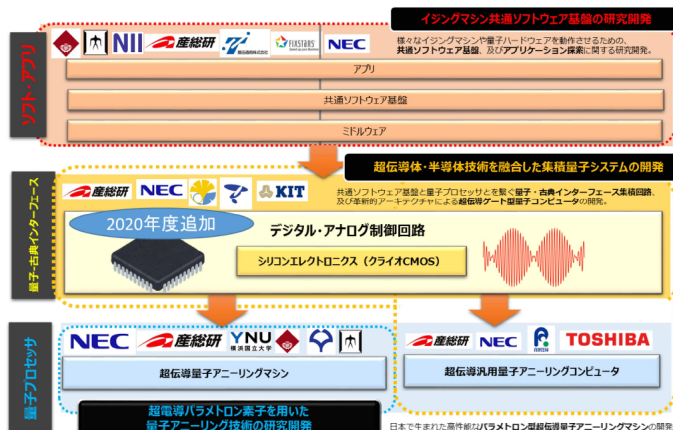 イジングマシン共通ソフトウェア基盤の研究開発
ソフト・アプリ
NII
産総研
FIXSTARS
NEC
様々なイジングマシンや量子ハードウェアを動作させるための、
共通ソフトウェア基盤、及びアプリケーション探索に関する研究開発。
アプリ
共通ソフトウェア基盤
ミドルウェア
超伝導体・半導体技術を融合した集積量子システムの開発
量子-古典インターフェース
産総研
NEC
KIT
共通ソフトウェア基盤と量子プロセッサとを繋ぐ量子・古典インターフェース集積回路、
及び革新的アーキテクチャによる超伝導ゲート型量子コンピュータの開発。
2020年度追加
デジタル・アナログ制御回路
シリコンエレクトロニクス（クライオCMOS）
量子プロセッサ
NEC
産総研
YNU
横浜国立大学
超伝導量子アニーリングマシン
産総研
NEC
TOSHIBA
超伝導汎用量子アニーリングコンピュータ
超電導パラメトロン素子を用いた
量子アニーリング技術の研究開発
日本で生まれた高性能なパラメトロン型超伝導量子アニーリングマシンの開発